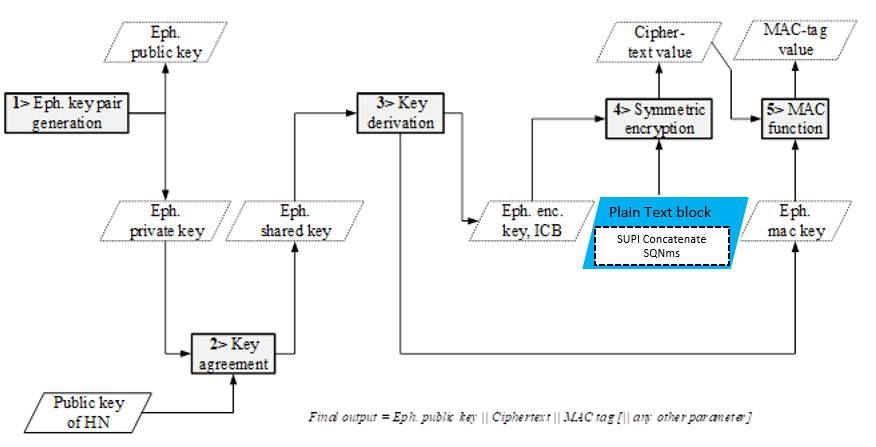 Eph.
public key
Cipher-
text value
MAC-tag
value
1> Eph. key pair
generation
3> Key
derivation
4> Symmetric
encryption
5> MAC
function
Eph.
private key
Eph.
shared key
Eph. enc.
key, ICB
Plain Text block
SUPI Concatenate
SQNms
Eph.
mac key
2> Key
agreement
Public key
of HN
Final output = Eph. public key || Ciphertext || MAC tag [|| any other parameter]